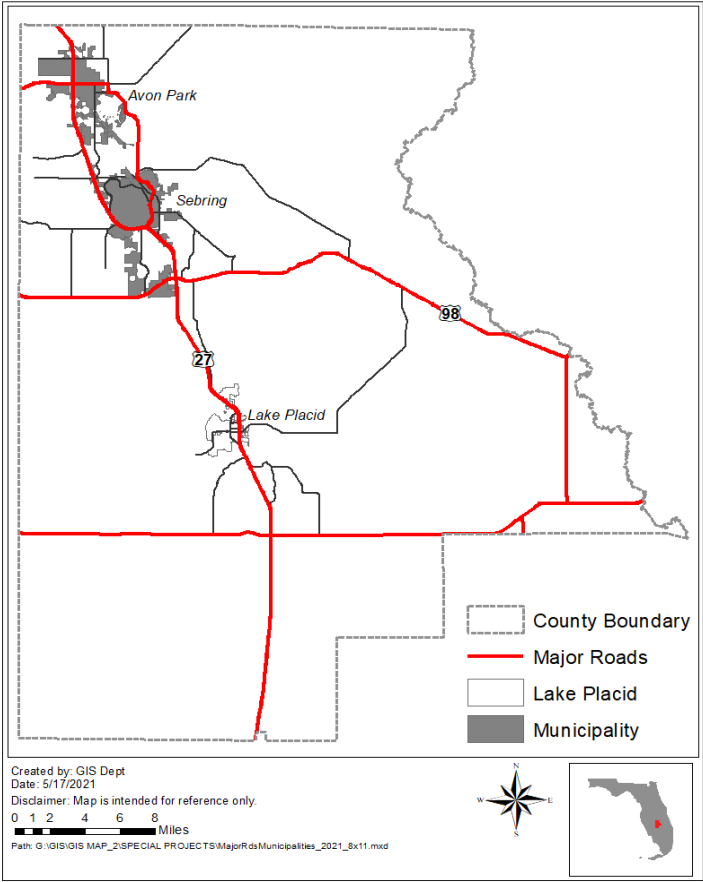 Avon Park
Sebring
98
27
Lake Placid
County Boundary
Major Roads
Lake Placid
Municipality
Created by: GIS Dept
Date: 5/17/2021
Disclaimer: Map is intended for reference only.
0 1 2 4 6 8
Miles
Path: G:\GIS\GIS MAP_2\SPECIAL PROJECTS\MajorRdsMunicipalities_2021_8x11.mxd
N
W E
S